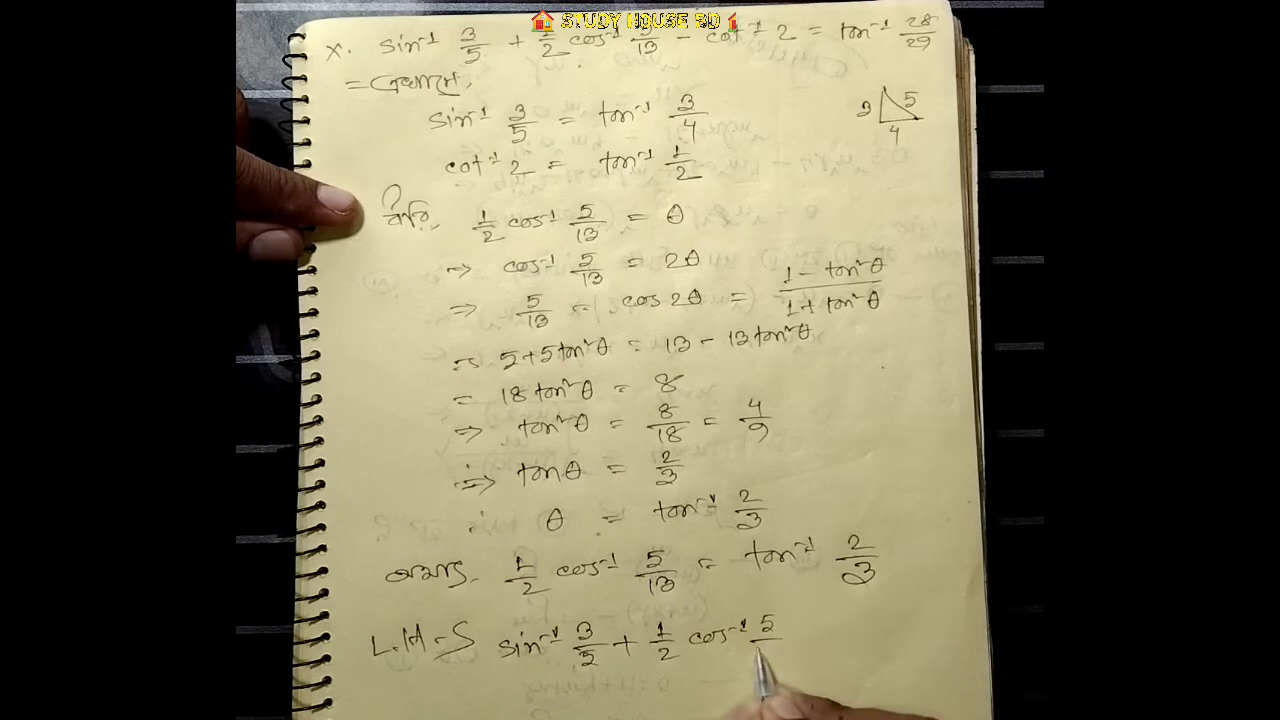 🏠 STUDY HOUSE BD
x. sin⁻¹ 3/5 + 1/2 cos⁻¹ 5/13 - cot⁻¹ 2 = tan⁻¹ 28/29
= এখানে,
sin⁻¹ 3/5 = tan⁻¹ 3/4
3 5 4
cot⁻¹ 2 = tan⁻¹ 1/2
ধরি, 1/2 cos⁻¹ 5/13 = θ
⇒ cos⁻¹ 5/13 = 2θ
⇒ 5/13 = cos 2θ = (1 - tan²θ)/(1 + tan²θ)
⇒ 5+5tan²θ = 13 - 13tan²θ
= 18tan²θ = 8
⇒ tan²θ = 8/18 = 4/9
∴⇒ tanθ = 2/3
∴ θ = tan⁻¹ 2/3
অর্থাৎ, 1/2 cos⁻¹ 5/13 = tan⁻¹ 2/3
L.H-S sin⁻¹ 3/5 + 1/2 cos⁻¹ 5